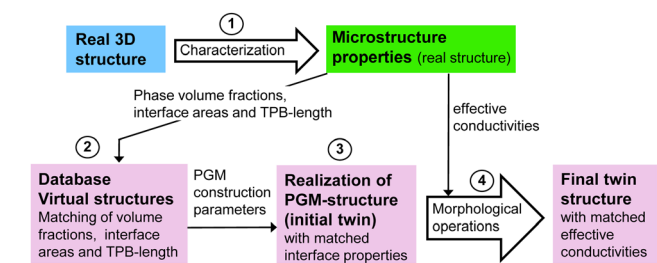 1
Real 3D
structure
Characterization
Microstructure
properties (real structure)
Phase volume fractions,
interface areas and TPB-length
effective
conductivities
2
Database
Virtual structures
Matching of volume
fractions, interface
areas and TPB-length
PGM
construction
parameters
3
Realization of
PGM-structure
(initial twin)
with matched
interface properties
4
Morphological
operations
Final twin
structure
with matched
effective
conductivities